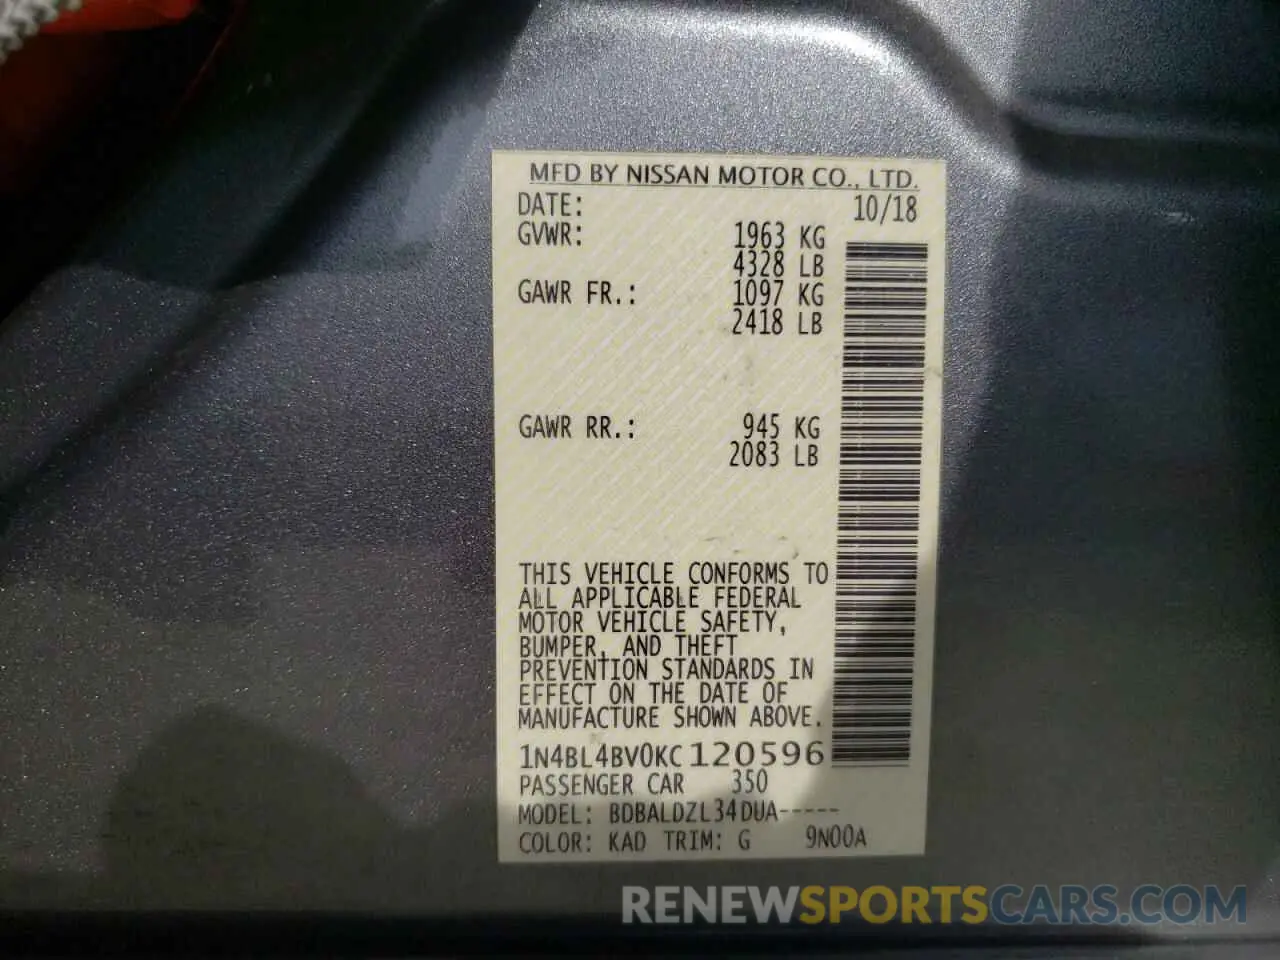 MFD BY NISSAN MOTOR CO., LTD.
DATE: 10/18
GVWR: 1963 KG
4328 LB
GAWR FR.: 1097 KG
2418 LB
GAWR RR.: 945 KG
2083 LB
THIS VEHICLE CONFORMS TO
ALL APPLICABLE FEDERAL
MOTOR VEHICLE SAFETY,
BUMPER, AND THEFT
PREVENTION STANDARDS IN
EFFECT ON THE DATE OF
MANUFACTURE SHOWN ABOVE.
1N4BL4BV0KC120596
PASSENGER CAR 350
MODEL: BDBALDZL34DUA-----
COLOR: KAD TRIM: G 9N00A
RENEWSPORTSCARS.COM